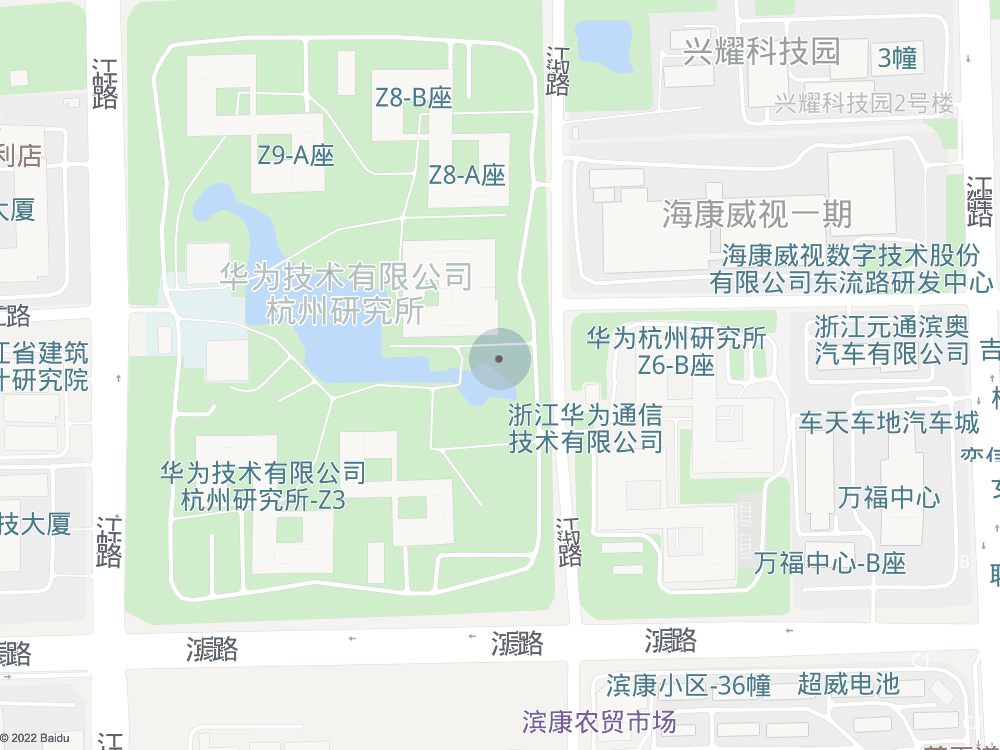 兴耀科技园
3幢
兴耀科技园2号楼
江淑路
江虹路
Z8-B座
Z9-A座
Z8-A座
利店
大厦
江耀路
海康威视一期
海康威视数字技术股份
有限公司东流路研发中心
华为技术有限公司
杭州研究所
江路
华为杭州研究所
Z6-B座
浙江元通滨奥
汽车有限公司
吉
江省建筑
计研究院
浙江华为通信
技术有限公司
车天车地汽车城
华为技术有限公司
杭州研究所-Z3
万福中心
技大厦
江虹路
江淑路
万福中心-B座
B
滨康路
滨康路
滨康路
C1
滨康小区-36幢
超威电池
滨康农贸市场
© 2022 Baidu
江